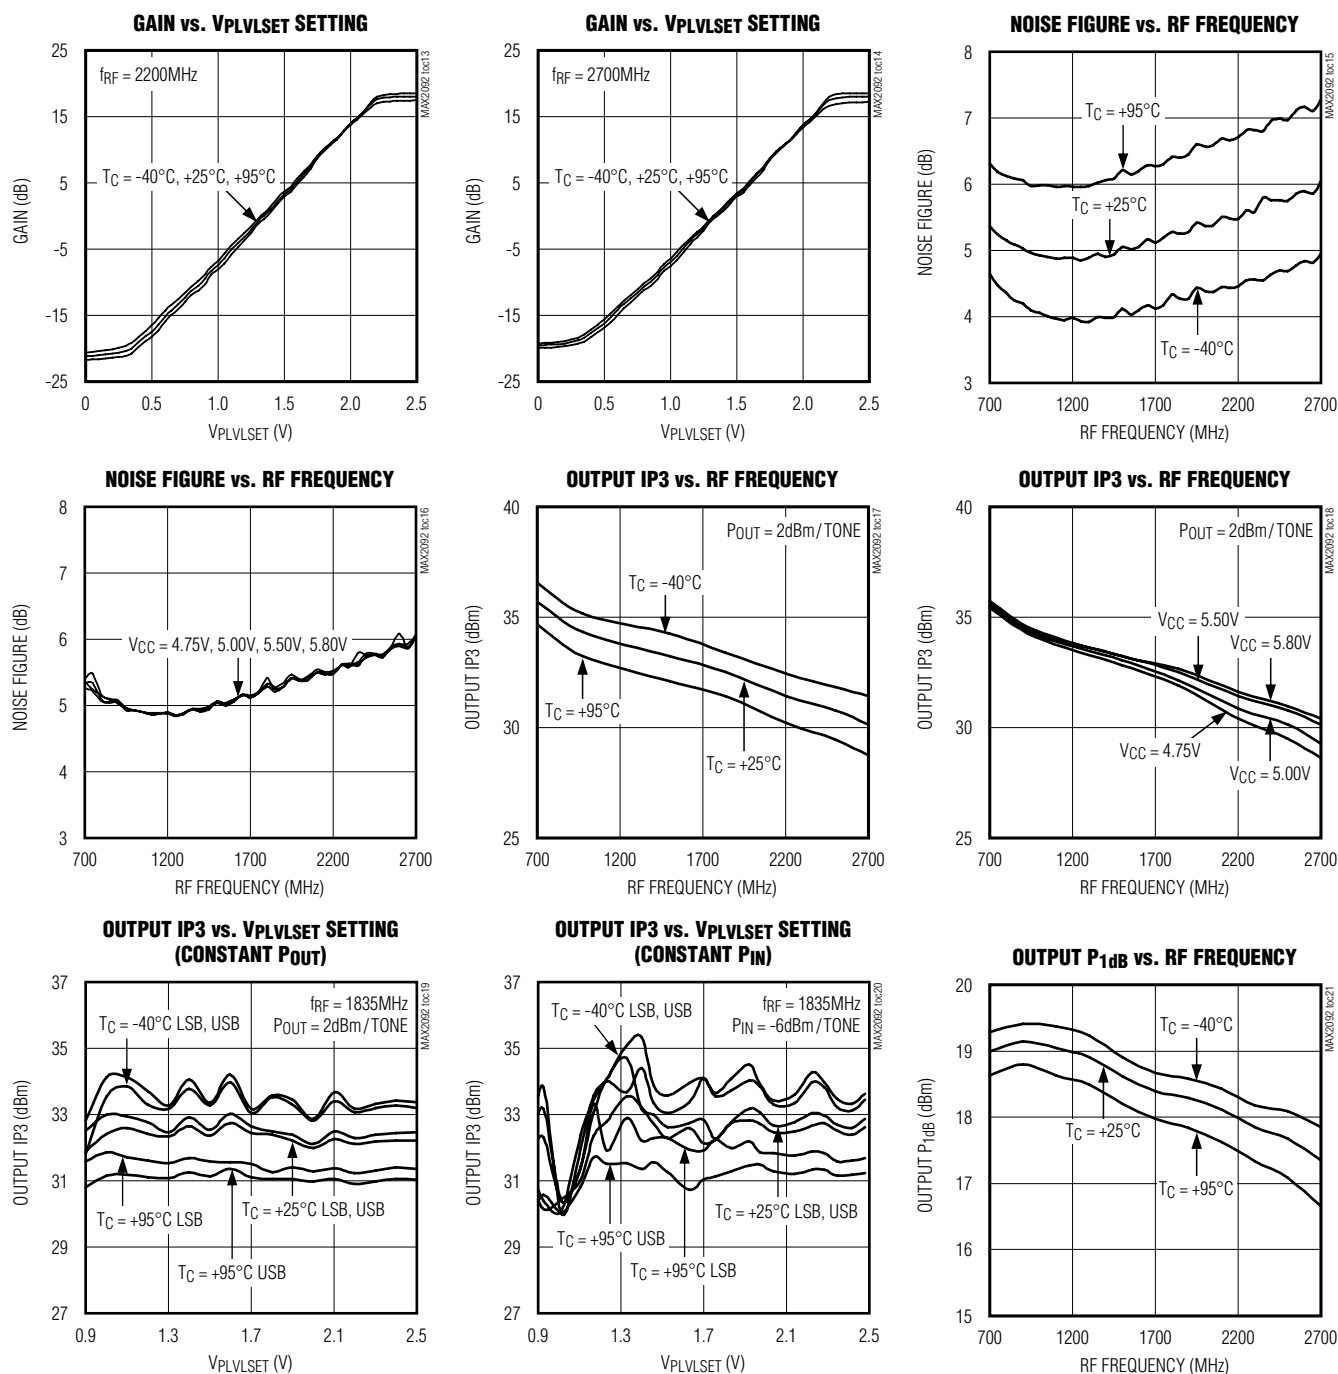 GAIN vs. VPLVLSET SETTING
fRF = 2200MHz
TC = -40°C, +25°C, +95°C
GAIN (dB)
25
15
5
-5
-15
-25
0 0.5 1.0 1.5 2.0 2.5
VPLVLSET (V)
MAX2092 toc13
GAIN vs. VPLVLSET SETTING
fRF = 2700MHz
TC = -40°C, +25°C, +95°C
GAIN (dB)
25
15
5
-5
-15
-25
0 0.5 1.0 1.5 2.0 2.5
VPLVLSET (V)
MAX2092 toc14
NOISE FIGURE vs. RF FREQUENCY
TC = +95°C
TC = +25°C
TC = -40°C
NOISE FIGURE (dB)
8
7
6
5
4
3
700 1200 1700 2200 2700
RF FREQUENCY (MHz)
MAX2092 toc15
NOISE FIGURE vs. RF FREQUENCY
VCC = 4.75V, 5.00V, 5.50V, 5.80V
NOISE FIGURE (dB)
8
7
6
5
4
3
700 1200 1700 2200 2700
RF FREQUENCY (MHz)
MAX2092 toc16
OUTPUT IP3 vs. RF FREQUENCY
POUT = 2dBm/TONE
TC = -40°C
TC = +95°C
TC = +25°C
OUTPUT IP3 (dBm)
40
35
30
25
700 1200 1700 2200 2700
RF FREQUENCY (MHz)
MAX2092 toc17
OUTPUT IP3 vs. RF FREQUENCY
POUT = 2dBm/TONE
VCC = 5.50V
VCC = 5.80V
VCC = 4.75V
VCC = 5.00V
OUTPUT IP3 (dBm)
40
35
30
25
700 1200 1700 2200 2700
RF FREQUENCY (MHz)
MAX2092 toc18
OUTPUT IP3 vs. VPLVLSET SETTING
(CONSTANT POUT)
fRF = 1835MHz
POUT = 2dBm/TONE
TC = -40°C LSB, USB
TC = +95°C LSB
TC = +25°C LSB, USB
TC = +95°C USB
OUTPUT IP3 (dBm)
37
35
33
31
29
27
0.9 1.3 1.7 2.1 2.5
VPLVLSET (V)
MAX2092 toc19
OUTPUT IP3 vs. VPLVLSET SETTING
(CONSTANT PIN)
fRF = 1835MHz
TC = -40°C LSB, USB
PIN = -6dBm/TONE
TC = +25°C LSB, USB
TC = +95°C USB
TC = +95°C LSB
OUTPUT IP3 (dBm)
37
35
33
31
29
27
0.9 1.3 1.7 2.1 2.5
VPLVLSET (V)
MAX2092 toc20
OUTPUT P1dB vs. RF FREQUENCY
TC = -40°C
TC = +25°C
TC = +95°C
OUTPUT P1dB (dBm)
20
19
18
17
16
15
700 1200 1700 2200 2700
RF FREQUENCY (MHz)
MAX2092 toc21